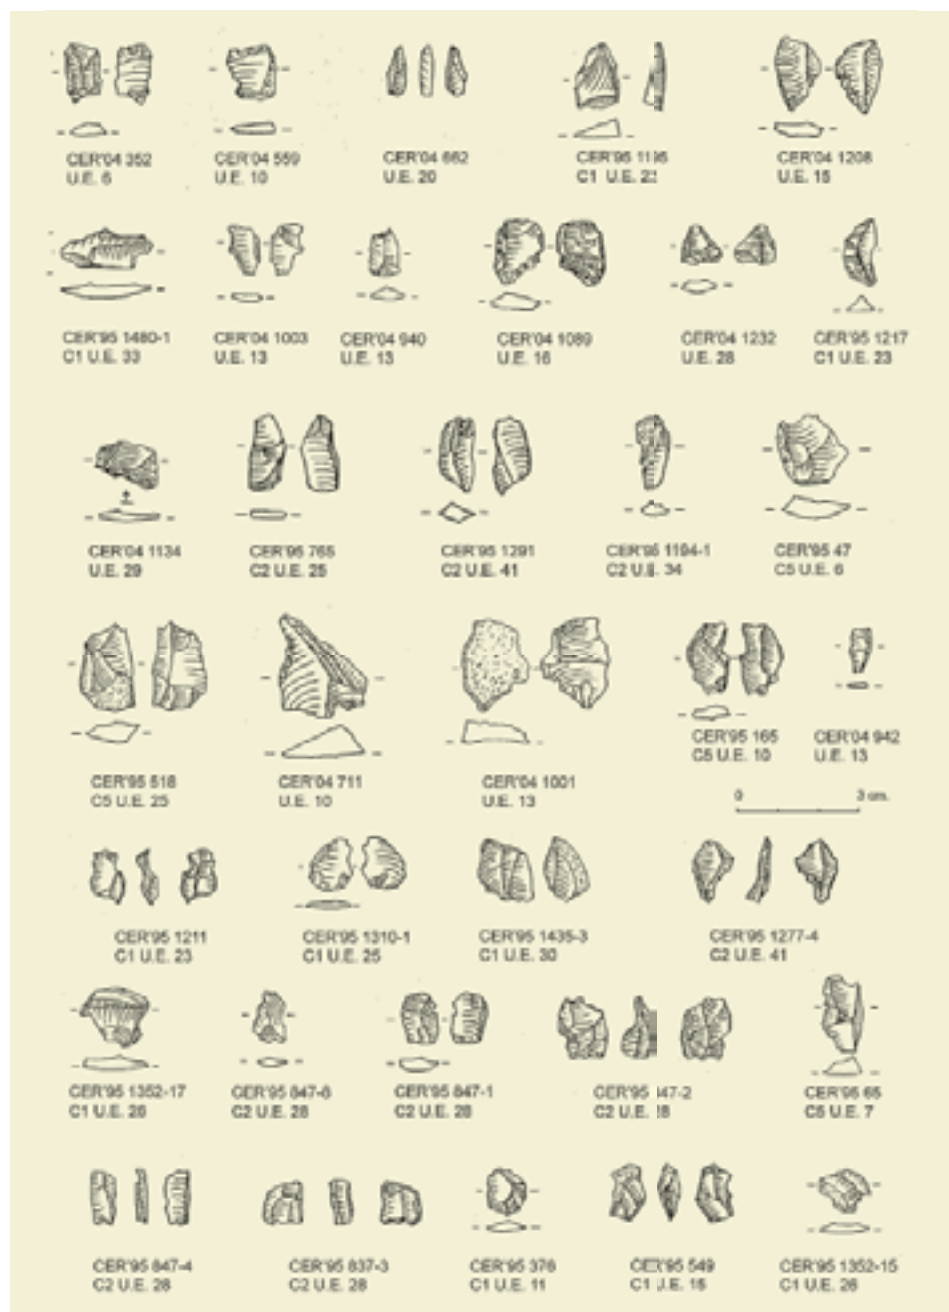 CER'04 352
U.E. 6
CER'04 559
U.E. 10
CER'04 662
U.E. 20
CER'95 1195
C1 U.E.
CER'04 1208
U.E. 15
CER'95 1480-1
C1 U.E. 33
CER'04 1003
U.E. 13
CER'04 940
U.E. 13
CER'04 1089
U.E. 16
CER'04 1232
U.E. 28
CER'95 1217
C1 U.E. 23
CER'04 1134
U.E. 29
CER'95 765
C2 U.E. 25
CER'95 1291
C2 U.E. 41
CER'95 1194-1
C2 U.E. 34
CER'95 47
C5 U.E. 6
CER'95 518
C5 U.E. 25
CER'04 711
U.E. 10
CER'04 1001
U.E. 13
CER'95 165
C5 U.E. 10
CER'04 942
U.E. 13
0 3 cm.
CER'95 1211
C1 U.E. 23
CER'95 1310-1
C1 U.E. 25
CER'95 1435-3
C1 U.E. 30
CER'95 1277-4
C2 U.E. 41
CER'95 1352-17
C1 U.E. 26
CER'95 847-8
C2 U.E. 28
CER'95 847-1
C2 U.E. 28
CER'95 47-2
C2 U.E. 8
CER'95 65
C5 U.E. 7
CER'95 847-4
C2 U.E. 28
CER'95 837-3
C2 U.E. 28
CER'95 376
C1 U.E. 11
CER'95 549
C1 U.E. 15
CER'95 1352-15
C1 U.E. 26